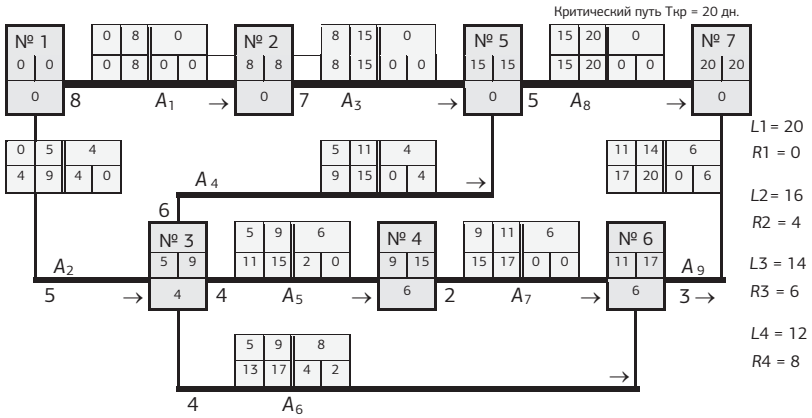 Критический путь Tкр = 20 дн.
№ 1
0 0
0
0 8 0
0 8 0 0
8 A1 →
№ 2
8 8
0
8 15 0
8 15 0 0
7 A3 →
№ 5
15 15
0
15 20 0
15 20 0 0
5 A8 →
№ 7
20 20
0
0 5 4
4 9 4 0
5 11 4
9 15 0 4
11 14 6
17 20 0 6
L1= 20
R1 = 0
6 A4 →
L2= 16
R2 = 4
№ 3
5 9
4
5 9 6
11 15 2 0
№ 4
9 15
6
9 11 6
15 17 0 0
№ 6
11 17
6
5 A2 →
4 A5 →
2 A7 →
A9
3 →
L3 = 14
R3 = 6
5 9 8
13 17 4 2
L4 = 12
R4 = 8
4 A6 →